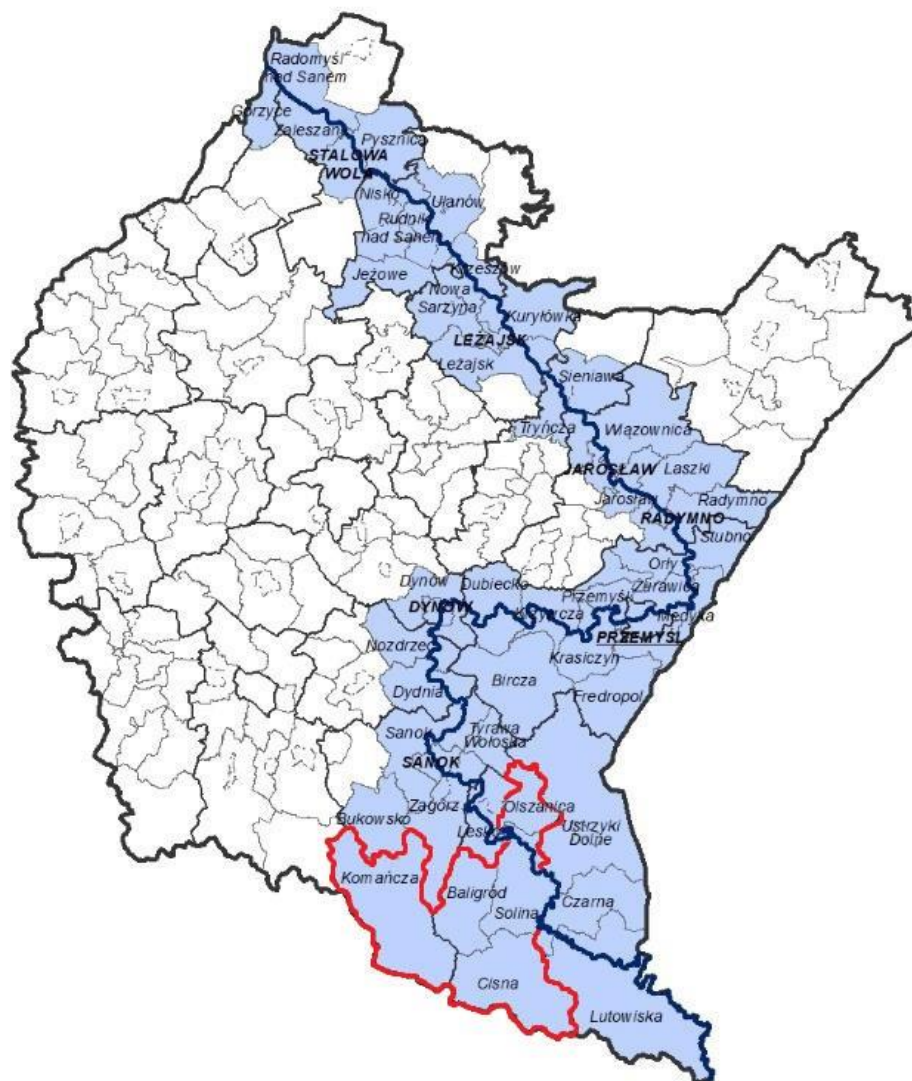 Radomyśl
nad Sanem
Gorzyce
Zaleszany
Pysznica
STALOWA
WOLA
Nisko
Ulanów
Rudnik
nad Sanem
Jeżowe
Krzeszów
Nowa
Sarzyna
Kuryłówka
LEŻAJSK
Leżajsk
Sieniawa
Tryńcza
Wiązownica
JAROSŁAW
Laszki
Jarosław
Radymno
RADYMNO
Stubno
Orły
Dynów
Dubiecko
Przemyśl
Żurawica
DYNÓW
Krzywcza
Medyka
PRZEMYŚL
Nozdrzec
Krasiczyn
Bircza
Dydnia
Fredropol
Sanok
Tyrawa
Wołoska
SANOK
Zagórz
Olszanica
Bukowsko
Lesko
Ustrzyki
Dolne
Komańcza
Baligród
Solina
Czarna
Cisna
Lutowiska